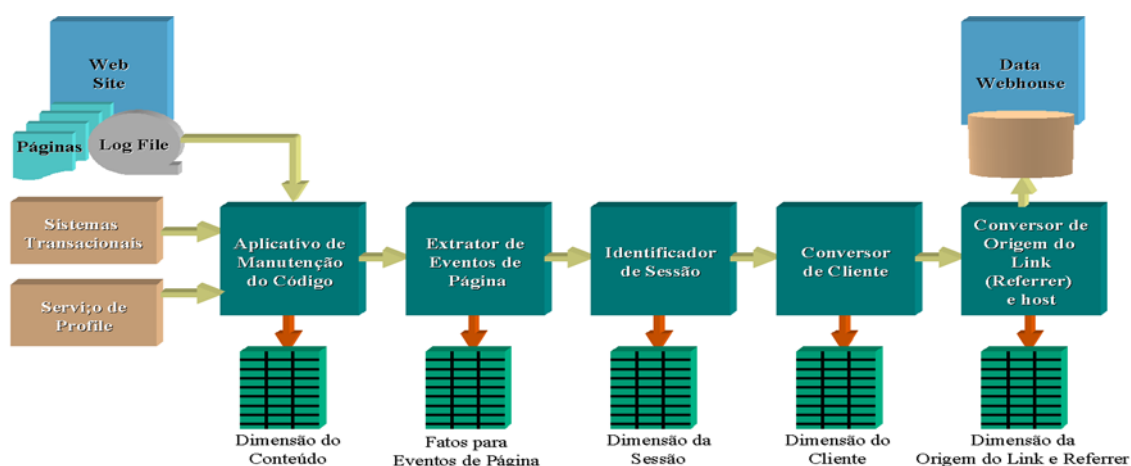 Web
Site
Páginas
Log File
Data
Webhouse
Sistemas
Transacionais
Servi;o de
Profile
Aplicativo de
Manutenção
do Código
Extrator de
Eventos de
Página
Identificador
de Sessão
Conversor
de Cliente
Conversor de
Origem do
Link
(Referrer)
e host
Dimensão do
Conteúdo
Fatos para
Eventos de Página
Dimensão da
Sessão
Dimensão do
Cliente
Dimensão da
Origem do Link e Referrer